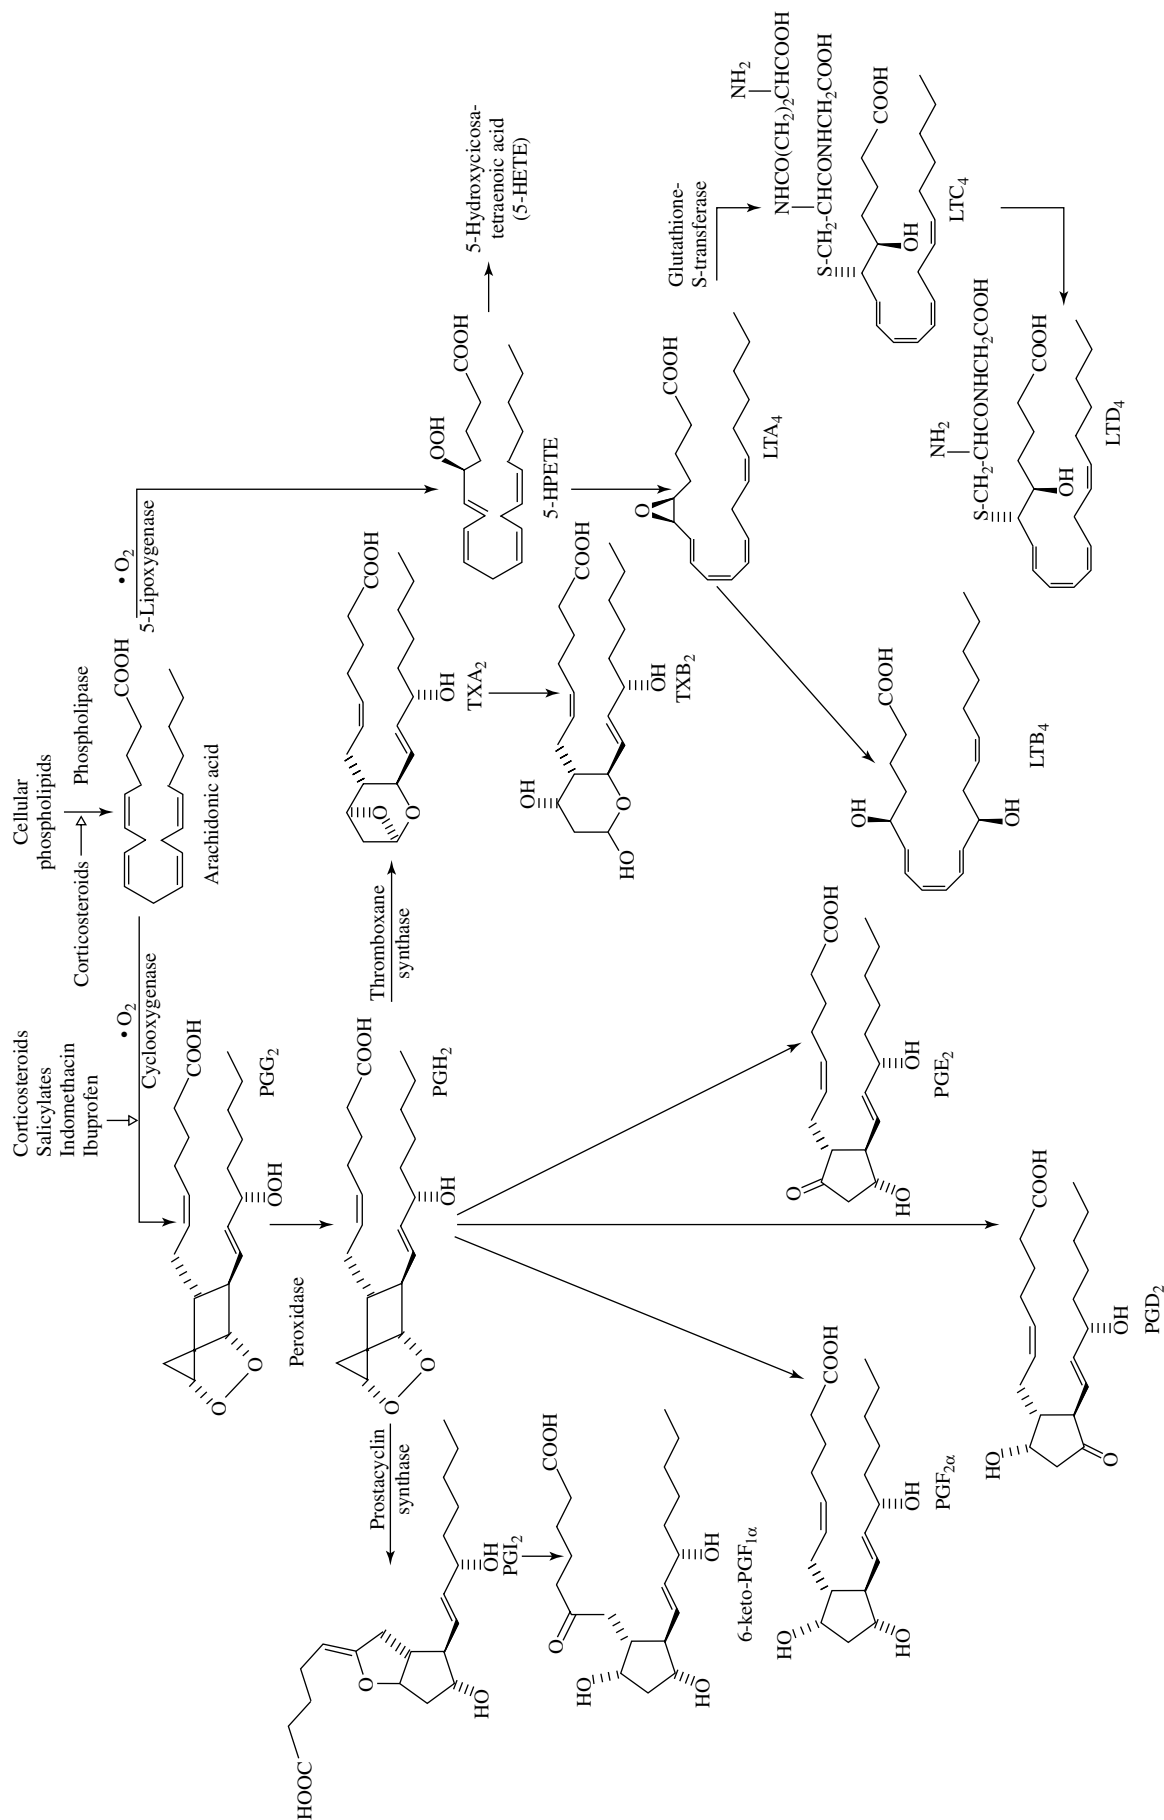 Cellular
phospholipids
Corticosteroids
Phospholipase
COOH
Arachidonic acid
Corticosteroids
Salicylates
Indomethacin
Ibuprofen
• O2
Cyclooxygenase
• O2
5-Lipoxygenase
COOH
O
O
OOH
PGG2
Peroxidase
COOH
O
O
OH
PGH2
Thromboxane
synthase
COOH
O
O
OH
TXA2
COOH
OH
O
HO
OH
TXB2
Prostacyclin
synthase
HOOC
O
HO
OH
PGI2
COOH
O
HO
HO
OH
6-keto-PGF1α
COOH
HO
HO
OH
PGF2α
COOH
HO
O
OH
PGD2
COOH
O
HO
OH
PGE2
OOH
COOH
5-HPETE
5-Hydroxycicosa-
tetraenoic acid
(5-HETE)
O
COOH
LTA4
OH
COOH
OH
LTB4
Glutathione-
S-transferase
NH2
NHCO(CH2)2CHCOOH
S-CH2-CHCONHCH2COOH
COOH
OH
LTC4
NH2
S-CH2-CHCONHCH2COOH
COOH
OH
LTD4